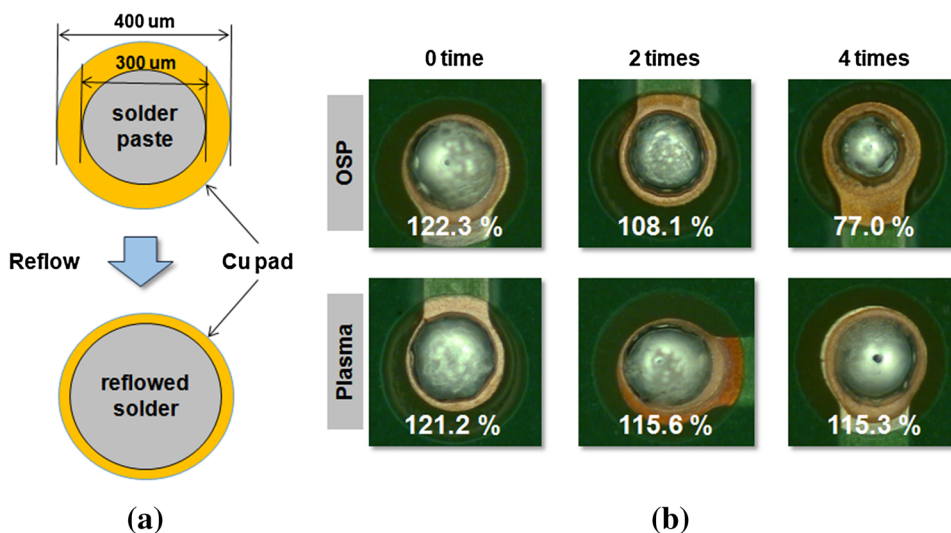 400 um
300 um
solder
paste
Reflow
Cu pad
reflowed
solder
(a)
0 time
2 times
4 times
OSP
122.3 %
108.1 %
77.0 %
Plasma
121.2 %
115.6 %
115.3 %
(b)